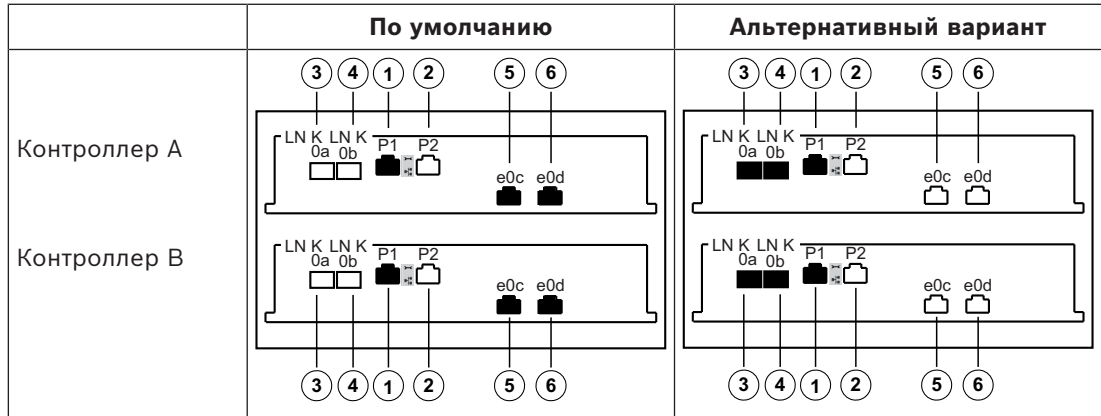 По умолчанию Альтернативный вариант
3 4 1 2 5 6 3 4 1 2 5 6
Контроллер A
LN K LN K P1 P2 LN K LN K P1 P2
0a 0b 0a 0b
e0c e0d e0c e0d
Контроллер B
LN K LN K P1 P2 LN K LN K P1 P2
0a 0b 0a 0b
e0c e0d e0c e0d
3 4 1 2 5 6 3 4 1 2 5 6